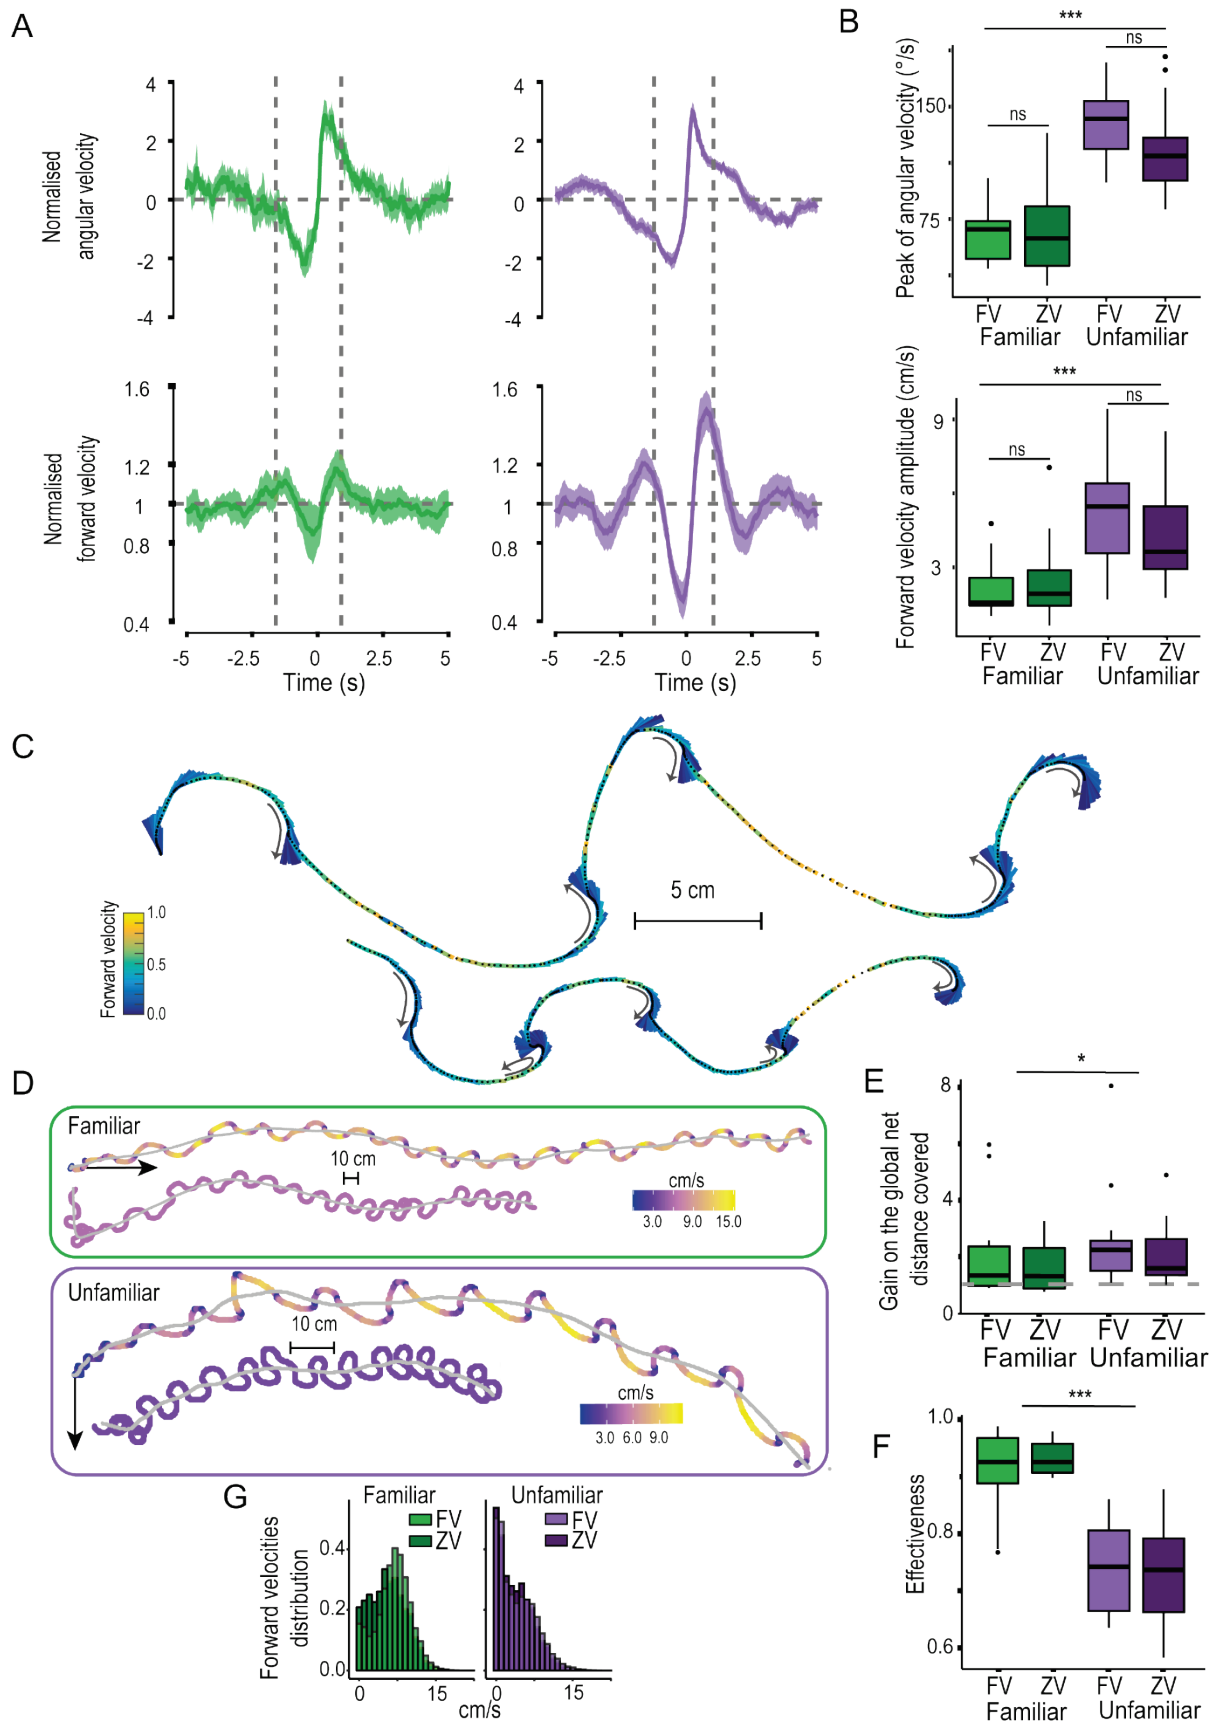 A
Normalised
angular velocity
4
2
0
-2
-4
4
2
0
-2
-4
Normalised
forward velocity
1.6
1.2
1
0.8
0.4
1.6
1.2
1
0.8
0.4
-5 -2.5 0 2.5 5
Time (s)
-5 -2.5 0 2.5 5
Time (s)
B
Peak of angular velocity (°/s)
150
75
***
ns
ns
FV ZV FV ZV
Familiar Unfamiliar
Forward velocity amplitude (cm/s)
9
3
***
ns
ns
FV ZV FV ZV
Familiar Unfamiliar
C
5 cm
Forward velocity
1.0
0.5
0.0
D
Familiar
10 cm
cm/s
3.0 9.0 15.0
Unfamiliar
10 cm
cm/s
3.0 6.0 9.0
E
Gain on the global net
distance covered
8
4
0
*
FV ZV FV ZV
Familiar Unfamiliar
F
Effectiveness
1.0
0.8
0.6
***
FV ZV FV ZV
Familiar Unfamiliar
G
Forward velocities
distribution
Familiar
FV
ZV
Unfamiliar
FV
ZV
0.4
0.2
0.0
0 15 0 15
cm/s